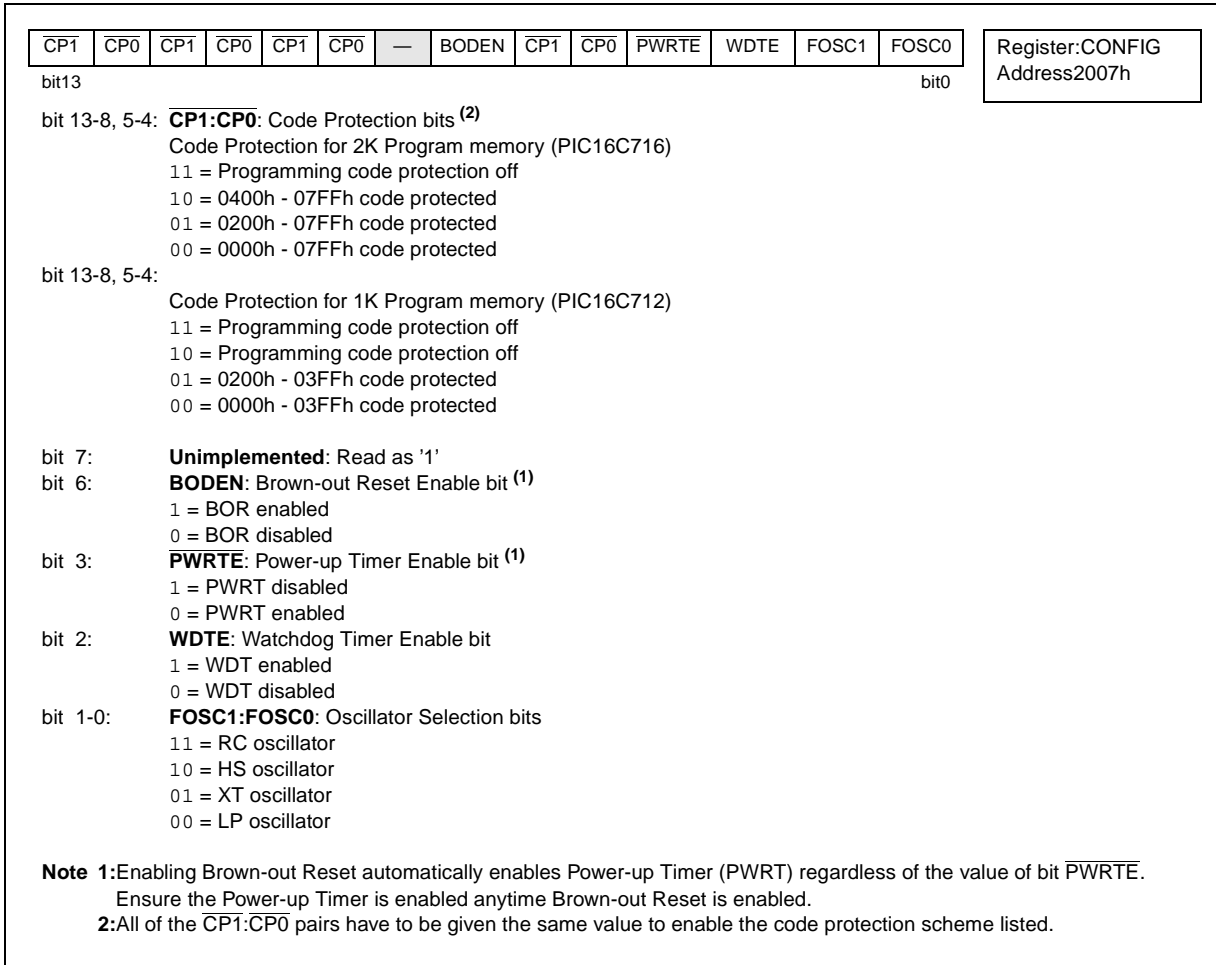 CP1 CP0 CP1 CP0 CP1 CP0 — BODEN CP1 CP0 PWRTE WDTE FOSC1 FOSC0
Register:CONFIG
Address2007h
bit13 bit0
bit 13-8, 5-4: CP1:CP0: Code Protection bits (2)
Code Protection for 2K Program memory (PIC16C716)
11 = Programming code protection off
10 = 0400h - 07FFh code protected
01 = 0200h - 07FFh code protected
00 = 0000h - 07FFh code protected
bit 13-8, 5-4:
Code Protection for 1K Program memory (PIC16C712)
11 = Programming code protection off
10 = Programming code protection off
01 = 0200h - 03FFh code protected
00 = 0000h - 03FFh code protected
bit 7: Unimplemented: Read as '1'
bit 6: BODEN: Brown-out Reset Enable bit (1)
1 = BOR enabled
0 = BOR disabled
bit 3: PWRTE: Power-up Timer Enable bit (1)
1 = PWRT disabled
0 = PWRT enabled
bit 2: WDTE: Watchdog Timer Enable bit
1 = WDT enabled
0 = WDT disabled
bit 1-0: FOSC1:FOSC0: Oscillator Selection bits
11 = RC oscillator
10 = HS oscillator
01 = XT oscillator
00 = LP oscillator
Note 1:Enabling Brown-out Reset automatically enables Power-up Timer (PWRT) regardless of the value of bit PWRTE.
Ensure the Power-up Timer is enabled anytime Brown-out Reset is enabled.
2:All of the CP1:CP0 pairs have to be given the same value to enable the code protection scheme listed.